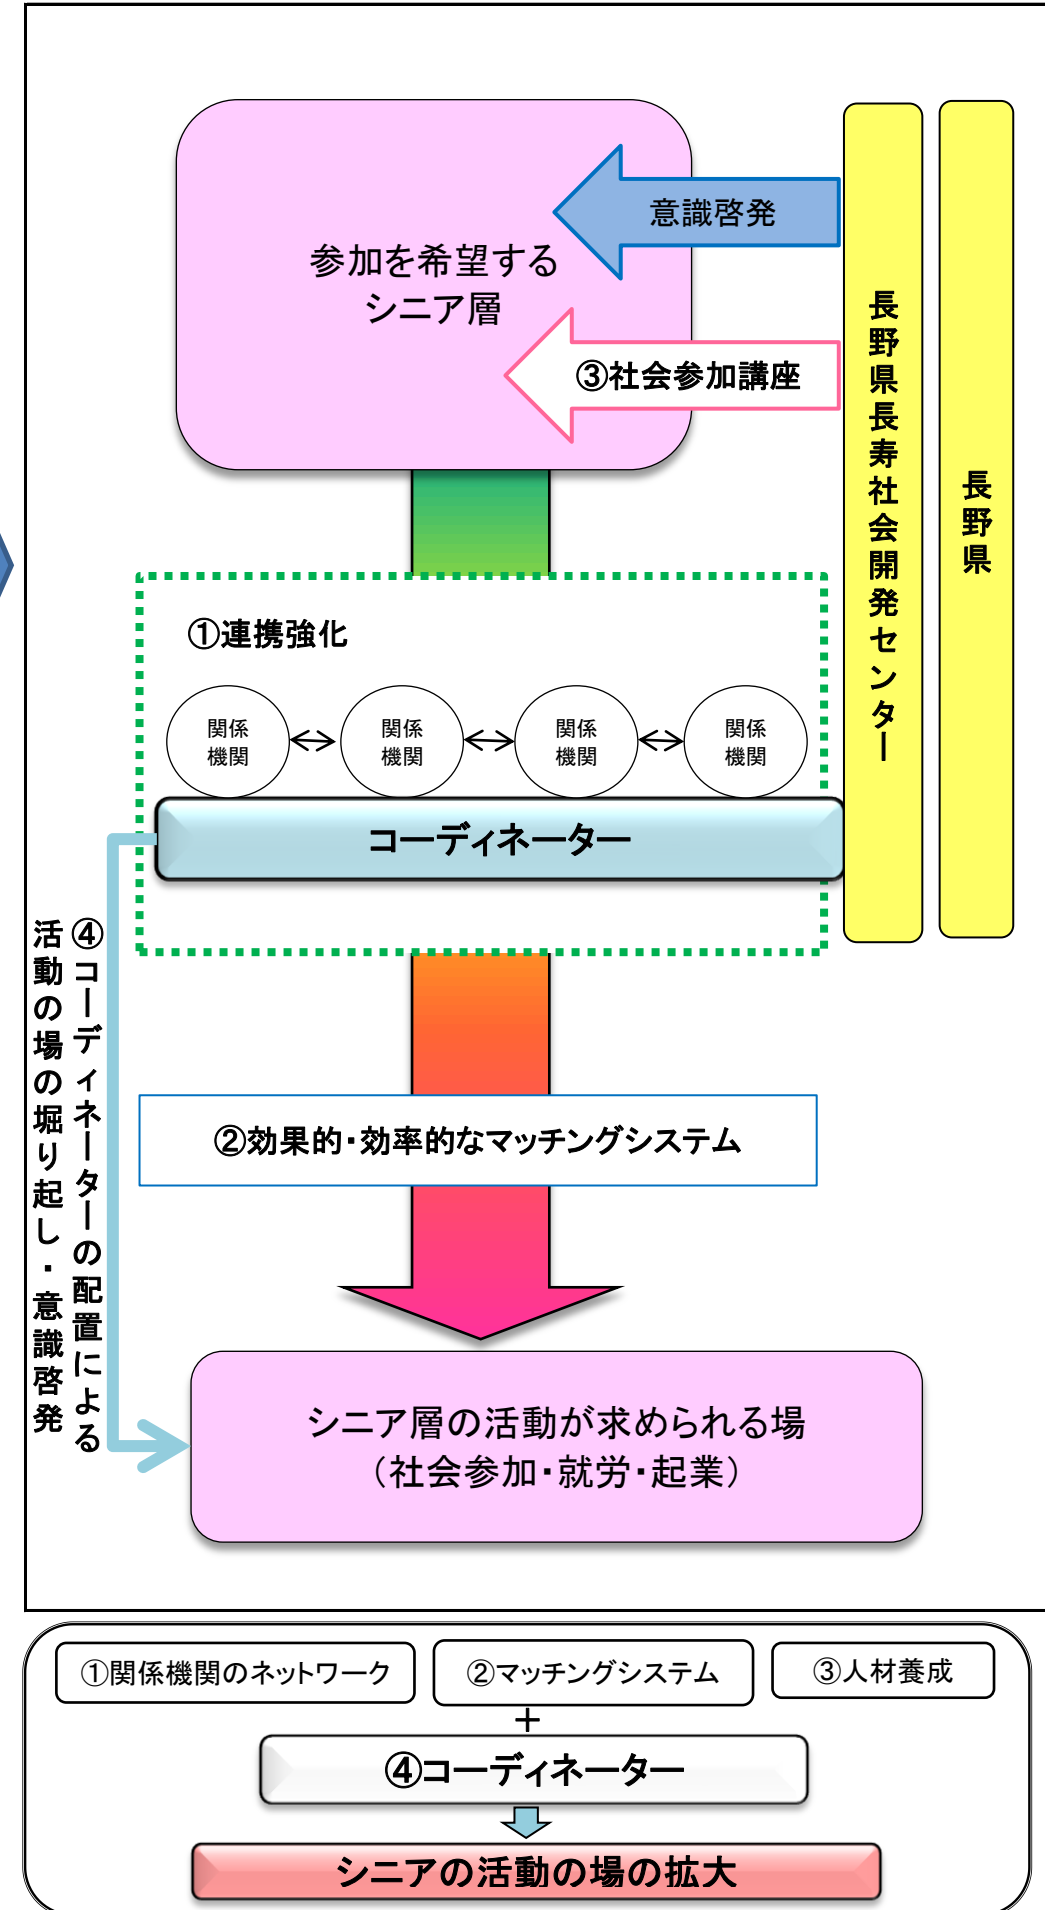 意識啓発
参加を希望する
シニア層
③社会参加講座
長野県長寿社会開発センター
長野県
①連携強化
関係
機関
関係
機関
関係
機関
関係
機関
コーディネーター
④コーディネーターの配置による
活動の場の堀り起し・意識啓発
②効果的・効率的なマッチングシステム
シニア層の活動が求められる場
（社会参加・就労・起業）
①関係機関のネットワーク
②マッチングシステム
③人材養成
＋
④コーディネーター
シニアの活動の場の拡大